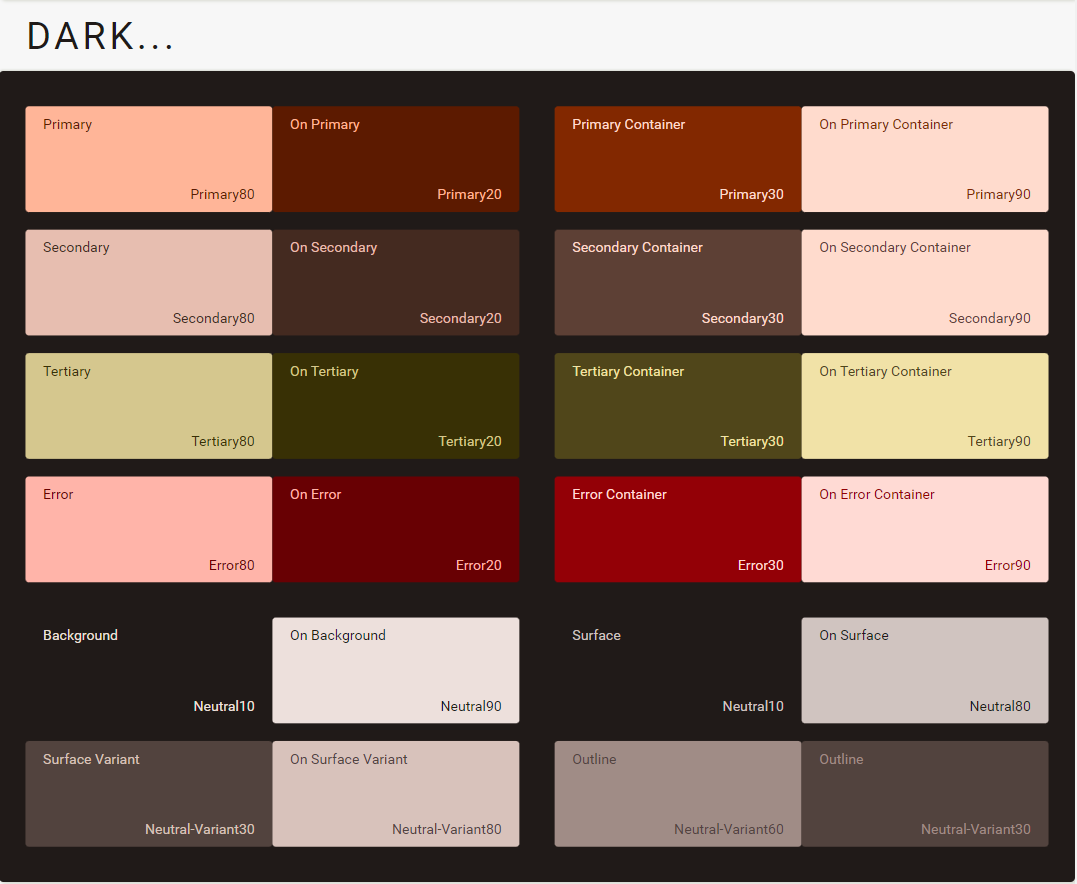 DARK...
Primary
Primary80
On Primary
Primary20
Primary Container
Primary30
On Primary Container
Primary90
Secondary
Secondary80
On Secondary
Secondary20
Secondary Container
Secondary30
On Secondary Container
Secondary90
Tertiary
Tertiary80
On Tertiary
Tertiary20
Tertiary Container
Tertiary30
On Tertiary Container
Tertiary90
Error
Error80
On Error
Error20
Error Container
Error30
On Error Container
Error90
Background
Neutral10
On Background
Neutral90
Surface
Neutral10
On Surface
Neutral80
Surface Variant
Neutral-Variant30
On Surface Variant
Neutral-Variant80
Outline
Neutral-Variant60
Outline
Neutral-Variant30